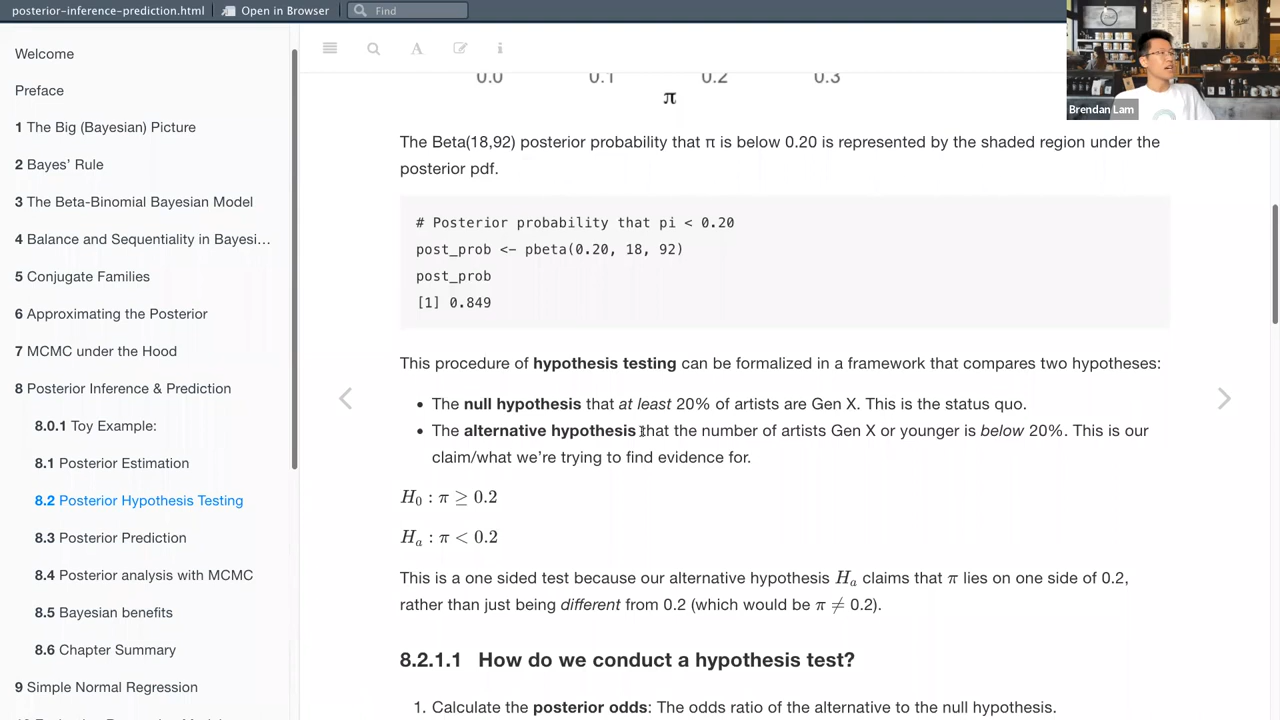 posterior-inference-prediction.html
Open in Browser
Find
Brendan Lam
Welcome
Preface
1 The Big (Bayesian) Picture
2 Bayes' Rule
3 The Beta-Binomial Bayesian Model
4 Balance and Sequentiality in Bayesi…
5 Conjugate Families
6 Approximating the Posterior
7 MCMC under the Hood
8 Posterior Inference & Prediction
8.0.1 Toy Example:
8.1 Posterior Estimation
8.2 Posterior Hypothesis Testing
8.3 Posterior Prediction
8.4 Posterior analysis with MCMC
8.5 Bayesian benefits
8.6 Chapter Summary
9 Simple Normal Regression
0.0 0.1 0.2 0.3
π
The Beta(18,92) posterior probability that π is below 0.20 is represented by the shaded region under the
posterior pdf.
# Posterior probability that pi < 0.20
post_prob <- pbeta(0.20, 18, 92)
post_prob
[1] 0.849
This procedure of hypothesis testing can be formalized in a framework that compares two hypotheses:
• The null hypothesis that at least 20% of artists are Gen X. This is the status quo.
• The alternative hypothesis that the number of artists Gen X or younger is below 20%. This is our
claim/what we're trying to find evidence for.
H₀ : π ≥ 0.2
Hₐ : π < 0.2
This is a one sided test because our alternative hypothesis Hₐ claims that π lies on one side of 0.2,
rather than just being different from 0.2 (which would be π ≠ 0.2).
8.2.1.1 How do we conduct a hypothesis test?
1. Calculate the posterior odds: The odds ratio of the alternative to the null hypothesis.